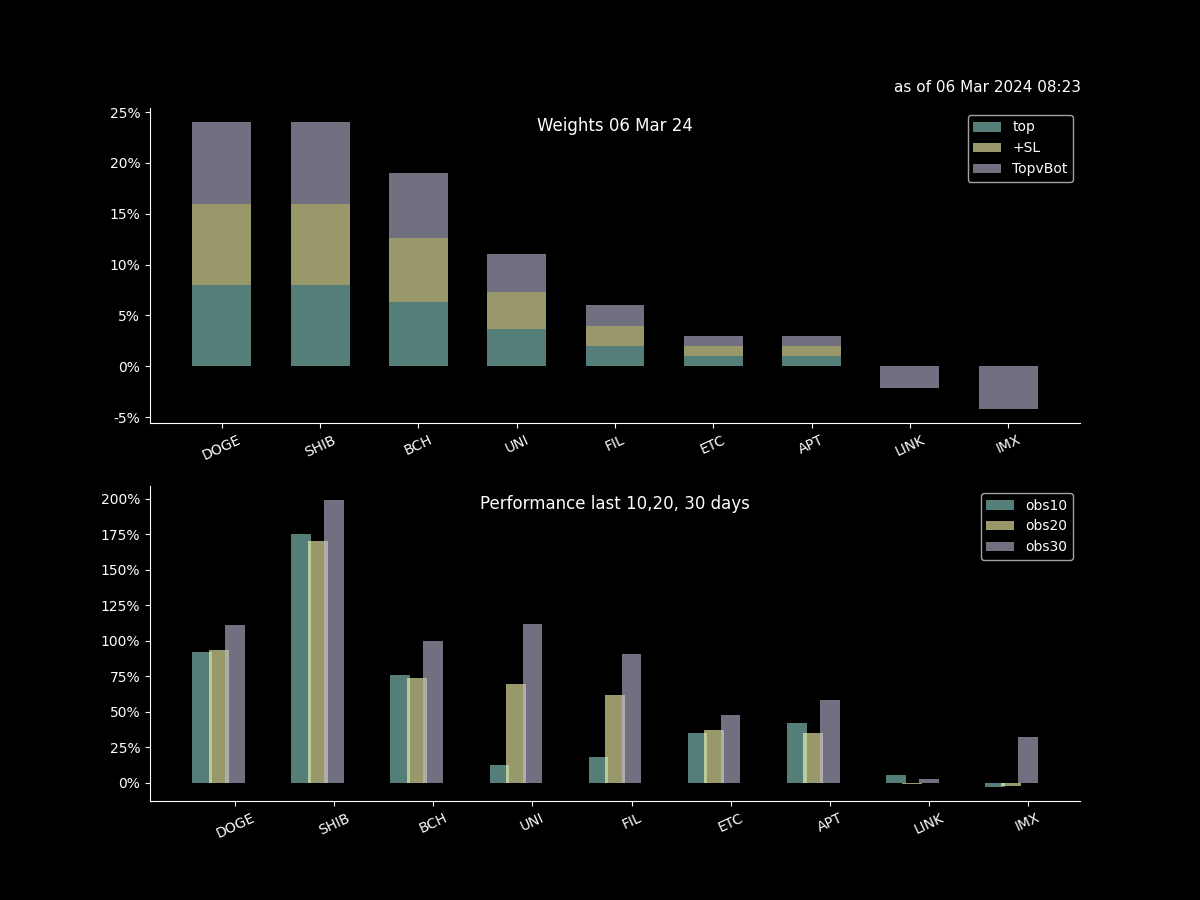 as of 06 Mar 2024 08:23
Weights 06 Mar 24
top
+SL
TopvBot
25%
20%
15%
10%
5%
0%
-5%
DOGE SHIB BCH UNI FIL ETC APT LINK IMX
Performance last 10,20, 30 days
obs10
obs20
obs30
200%
175%
150%
125%
100%
75%
50%
25%
0%
DOGE SHIB BCH UNI FIL ETC APT LINK IMX